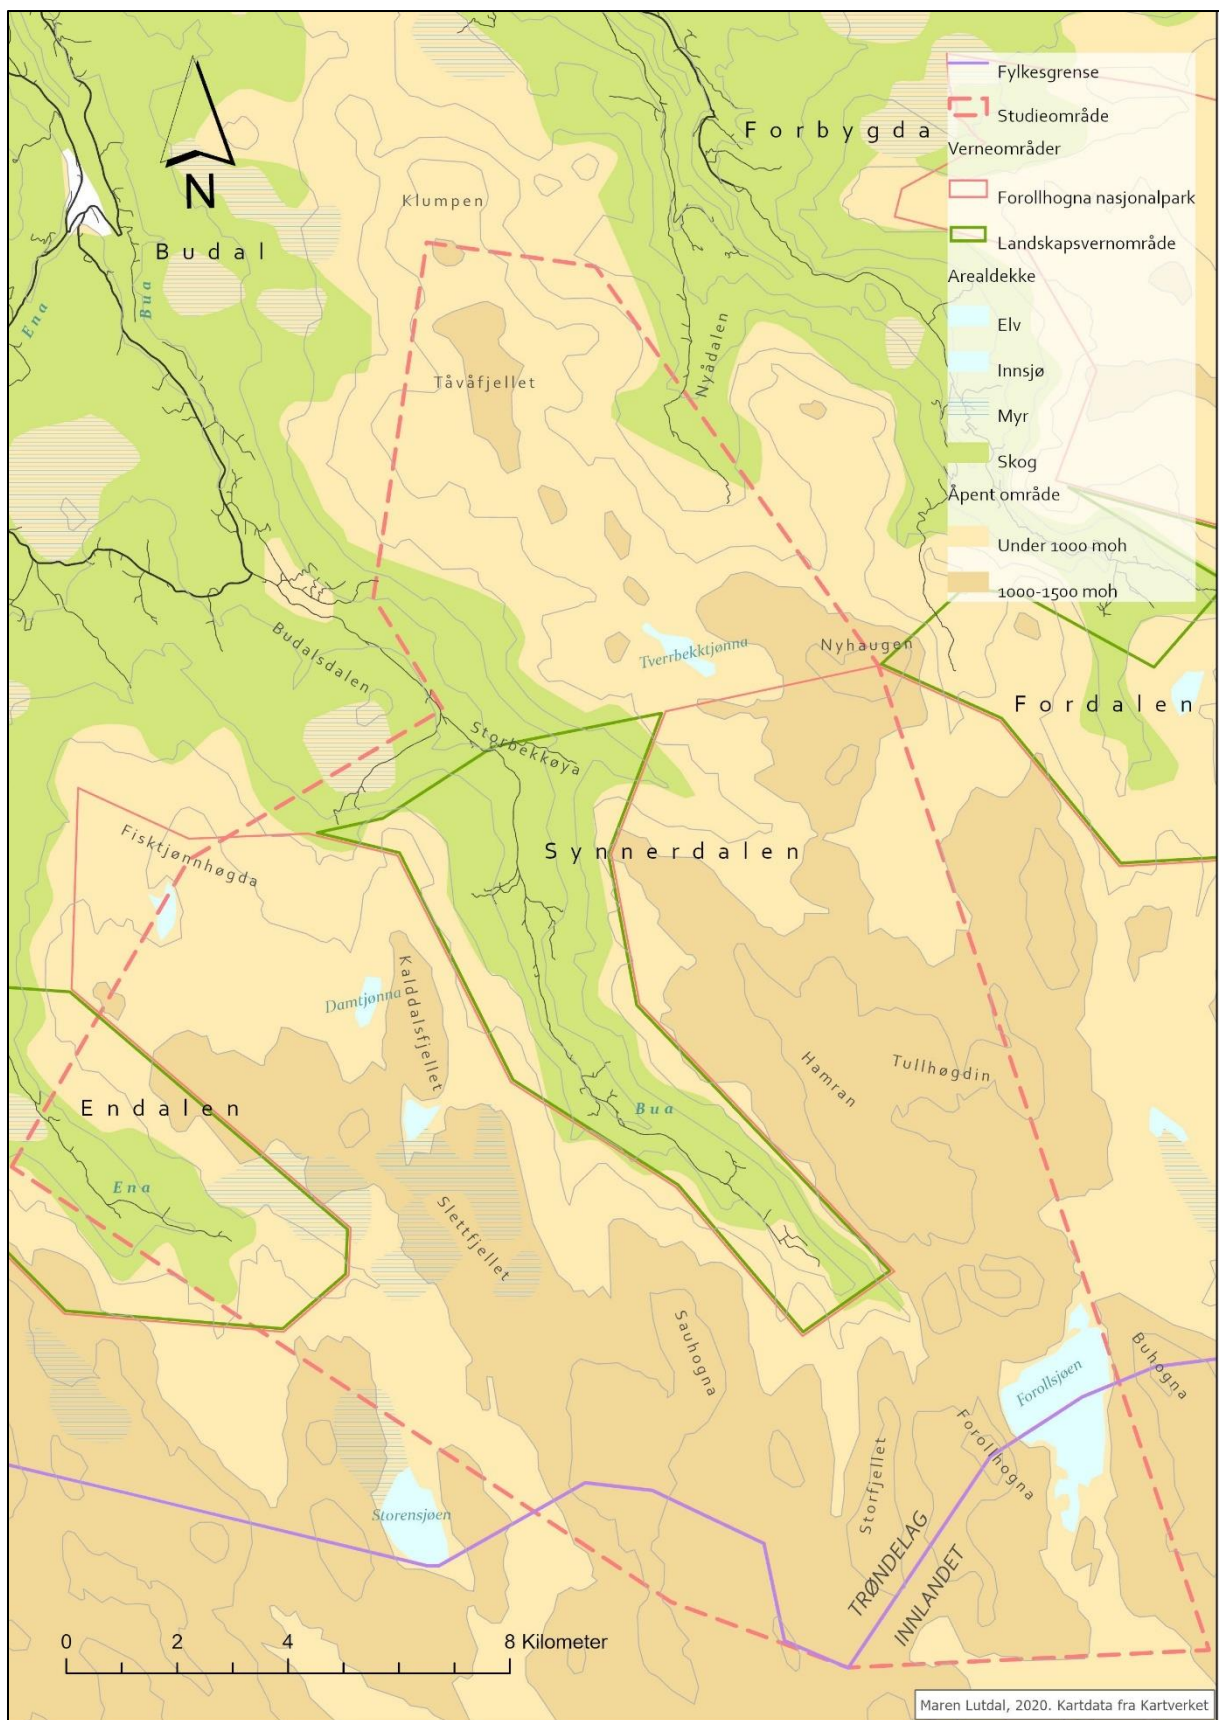 Fylkesgrense
Studieområde
Verneområder
Forollhogna nasjonalpark
Landskapsvernområde
Arealdekke
Elv
Innsjø
Myr
Skog
Åpent område
Under 1000 moh
1000-1500 moh
Forbygda
N
Klumpen
Budal
Ena
Bua
Nyådalen
Tåvåfjellet
Budalsdalen
Tverrbekktjønna
Nyhaugen
Fordalen
Storbekkøya
Fisktjønnhøgda
Synnerdalen
Damtjønna
Kalddalsfjellet
Hamran
Tullhøgdin
Endalen
Bua
Ena
Slettfjellet
Sauhogna
Forollsjøen
Buhogna
Forollhogna
Storfjellet
Storensjøen
TRØNDELAG
INNLANDET
0 2 4 8 Kilometer
Maren Lutdal, 2020. Kartdata fra Kartverket